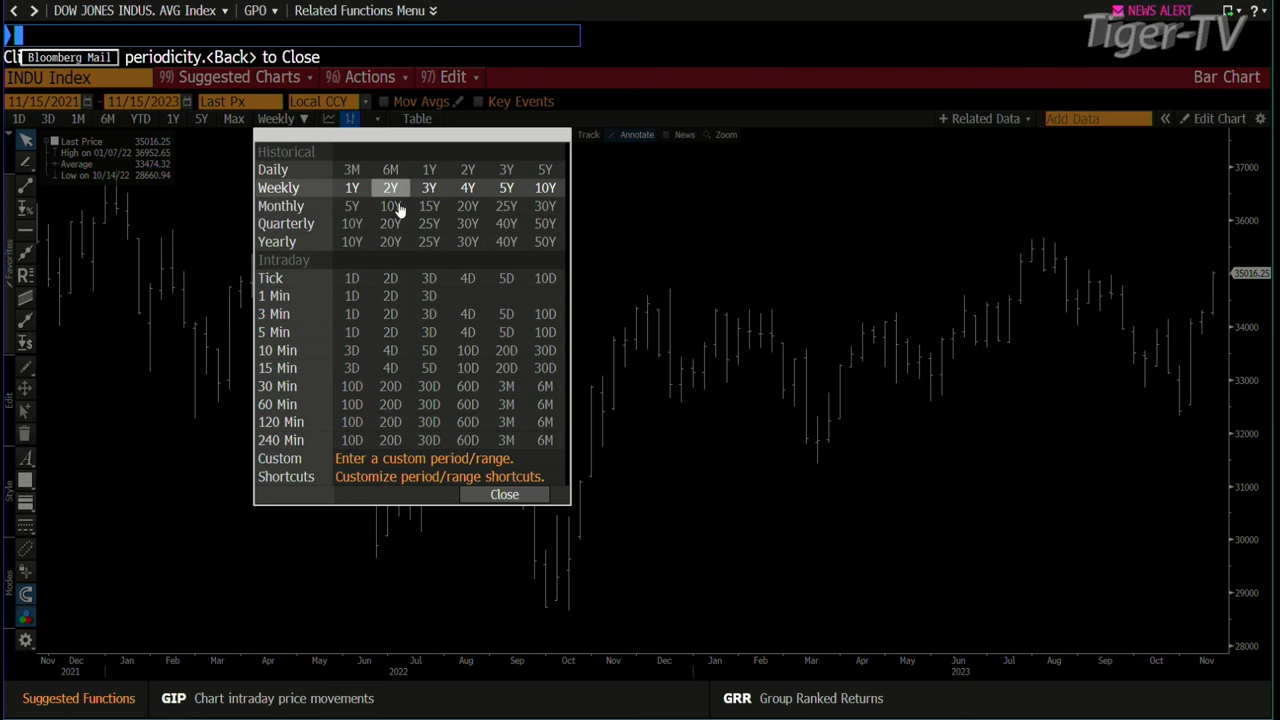 DOW JONES INDUS. AVG Index GPO Related Functions Menu NEWS ALERT
Tiger-TV
Cli Bloomberg Mail periodicity.<Back> to Close
INDU Index 99) Suggested Charts 96) Actions 97) Edit Bar Chart
11/15/2021 - 11/15/2023 Last Px Local CCY Mov Avgs Key Events
1D 3D 1M 6M YTD 1Y 5Y Max Weekly ▼ Table + Related Data Add Data « Edit Chart
Track Annotate News Zoom
Last Price 35016.25
High on 01/07/22 36952.65
Average 33474.32
Low on 10/14/22 28660.94
Historical
Daily 3M 6M 1Y 2Y 3Y 5Y
Weekly 1Y 2Y 3Y 4Y 5Y 10Y
Monthly 5Y 10Y 15Y 20Y 25Y 30Y
Quarterly 10Y 20Y 25Y 30Y 40Y 50Y
Yearly 10Y 20Y 25Y 30Y 40Y 50Y
Intraday
Tick 1D 2D 3D 4D 5D 10D
1 Min 1D 2D 3D
3 Min 1D 2D 3D 4D 5D 10D
5 Min 1D 2D 3D 4D 5D 10D
10 Min 3D 4D 5D 10D 20D 30D
15 Min 3D 4D 5D 10D 20D 30D
30 Min 10D 20D 30D 60D 3M 6M
60 Min 10D 20D 30D 60D 3M 6M
120 Min 10D 20D 30D 60D 3M 6M
240 Min 10D 20D 30D 60D 3M 6M
Custom Enter a custom period/range.
Shortcuts Customize period/range shortcuts.
Close
Favorites
Edit
Style
Modes
37000
36000
35016.25
34000
33000
32000
31000
30000
29000
28000
Nov Dec Jan Feb Mar Apr May Jun Jul Aug Sep Oct Nov Dec Jan Feb Mar Apr May Jun Jul Aug Sep Oct Nov
2021 2022 2023
Suggested Functions GIP Chart intraday price movements GRR Group Ranked Returns